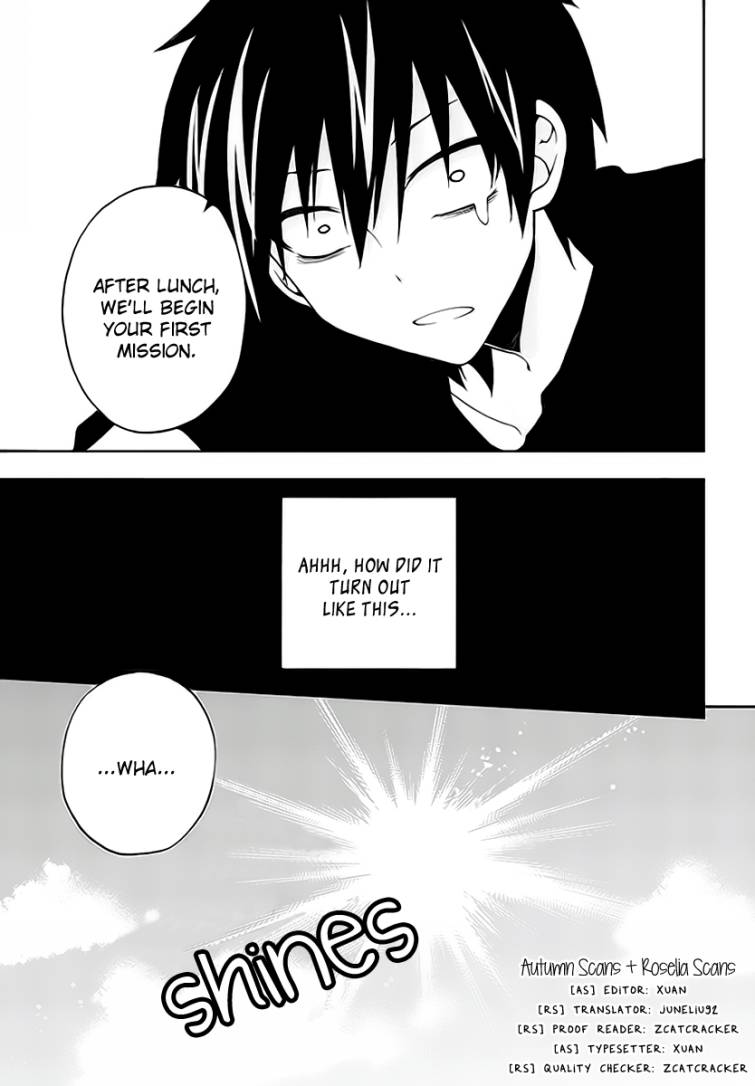 AFTER LUNCH,
WE'LL BEGIN
YOUR FIRST
MISSION.
AHHH, HOW DID IT
TURN OUT
LIKE THIS...
...WHA...
shines
Autumn Scans + Roselia Scans
[AS] EDITOR: XUAN
[RS] TRANSLATOR: JUNELIU92
[RS] PROOF READER: ZCATCRACKER
[AS] TYPESETTER: XUAN
[RS] QUALITY CHECKER: ZCATCRACKER